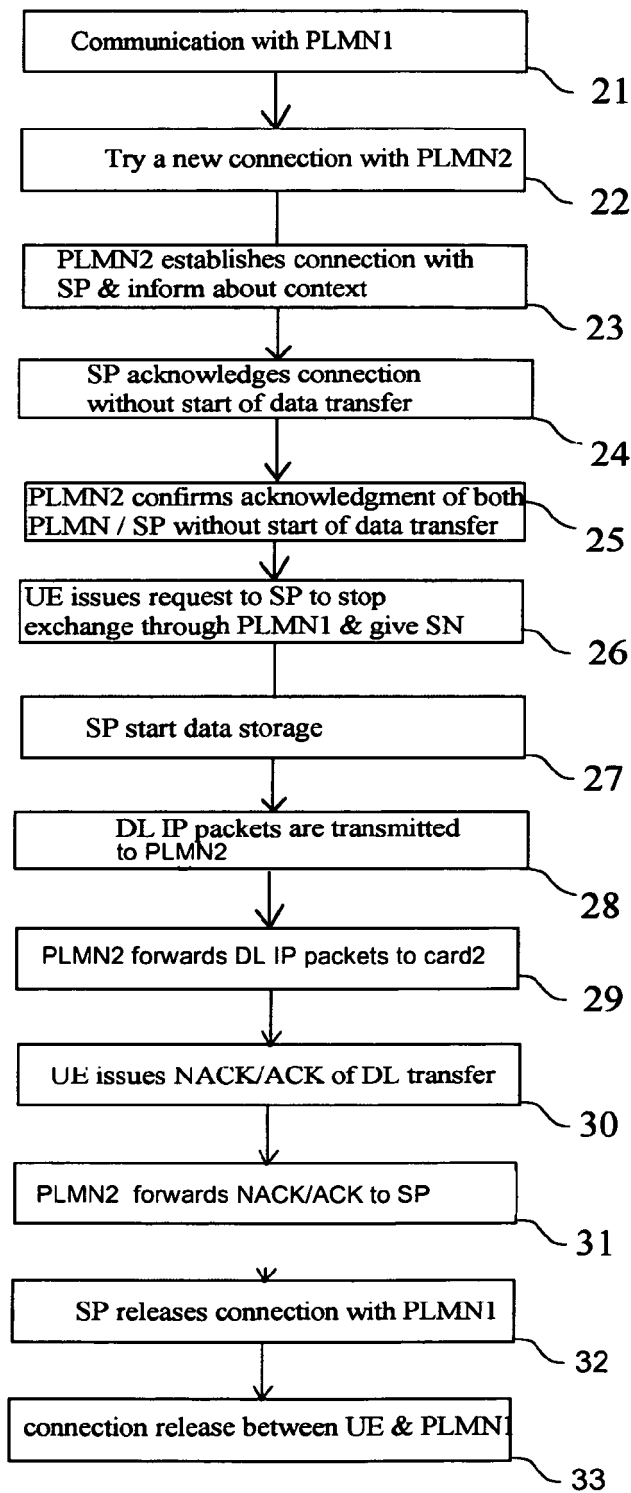 Communication with PLMN1
21
Try a new connection with PLMN2
22
PLMN2 establishes connection with
SP & inform about context
23
SP acknowledges connection
without start of data transfer
24
PLMN2 confirms acknowledgment of both
PLMN / SP without start of data transfer
25
UE issues request to SP to stop
exchange through PLMN1 & give SN
26
SP start data storage
27
DL IP packets are transmitted
to PLMN2
28
PLMN2 forwards DL IP packets to card2
29
UE issues NACK/ACK of DL transfer
30
PLMN2 forwards NACK/ACK to SP
31
SP releases connection with PLMN1
32
connection release between UE & PLMN1
33